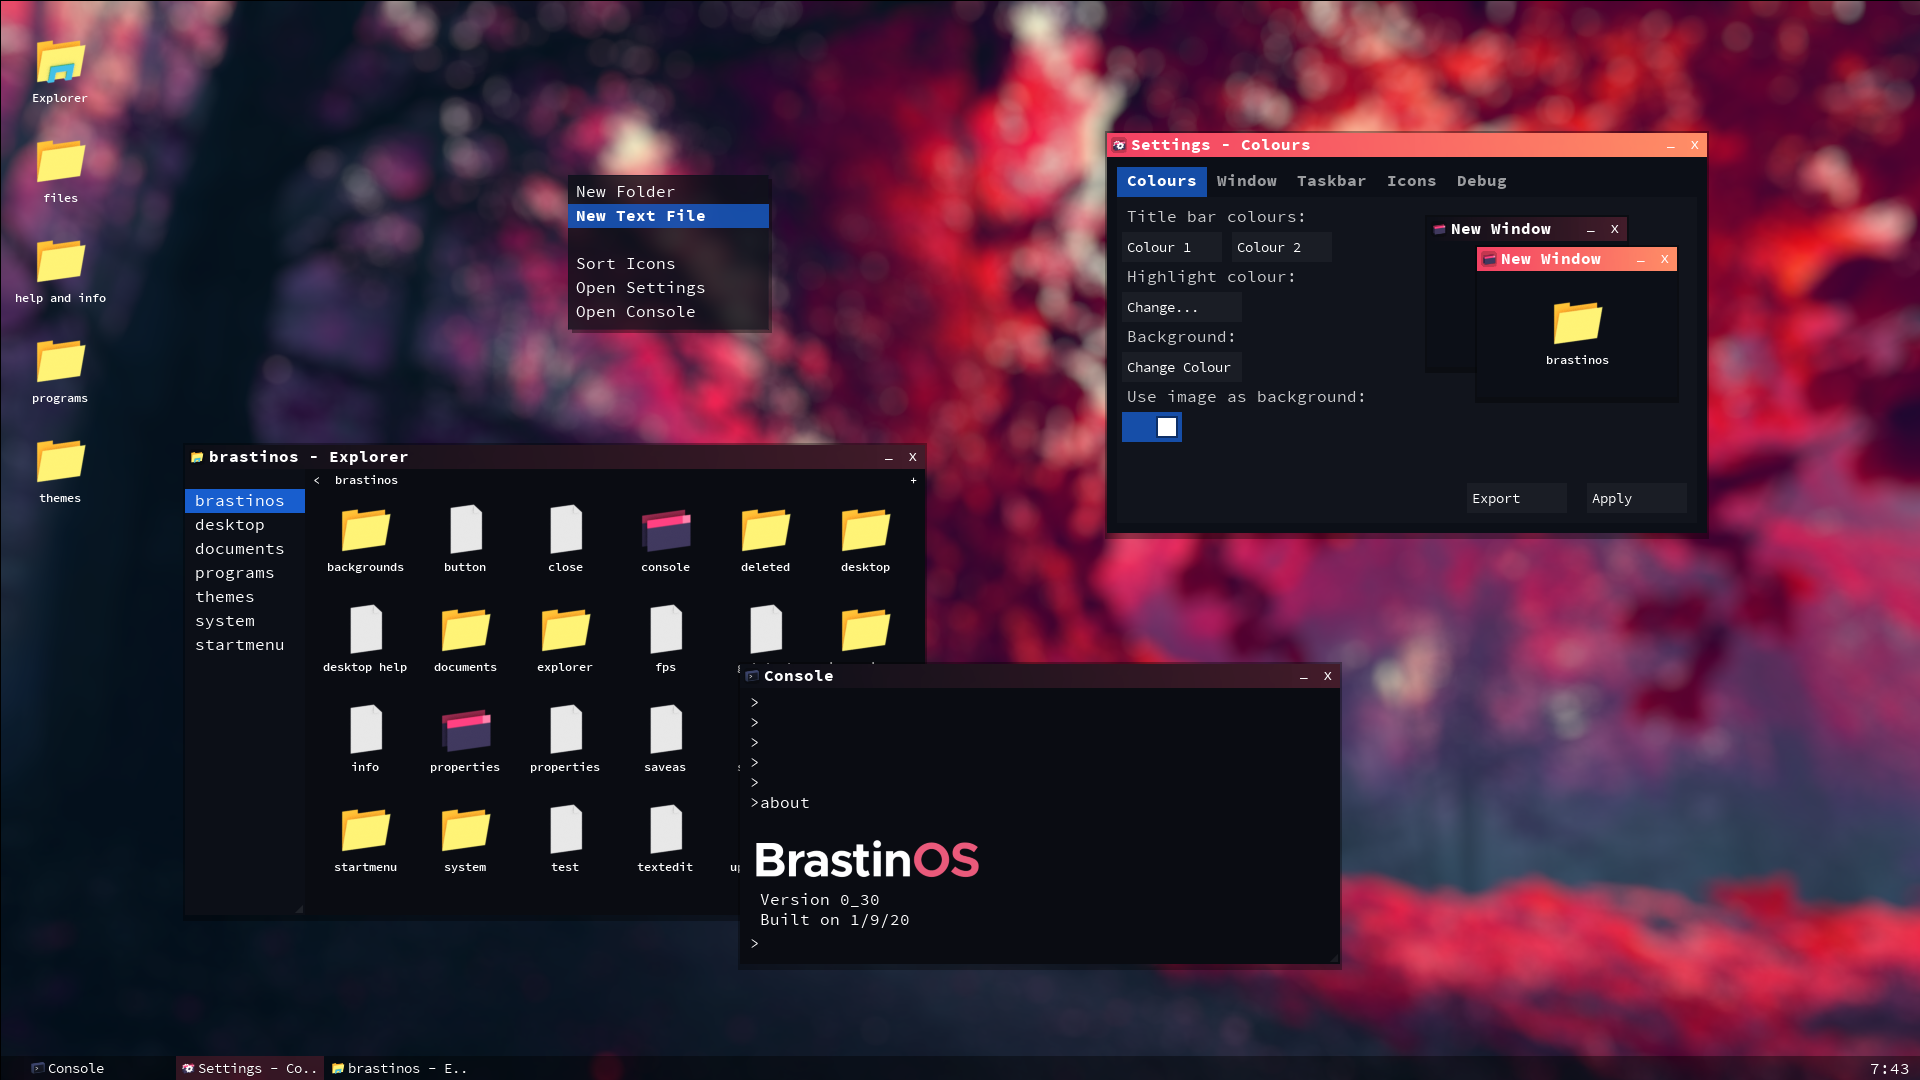 Explorer
files
help and info
programs
themes
New Folder
New Text File
Sort Icons
Open Settings
Open Console
Settings - Colours
_ X
Colours Window Taskbar Icons Debug
Title bar colours:
Colour 1 Colour 2
Highlight colour:
Change...
Background:
Change Colour
Use image as background:
New Window _ X
New Window _ X
brastinos
Export Apply
brastinos - Explorer
_ X
< brastinos +
brastinos
desktop
documents
programs
themes
system
startmenu
backgrounds button close console deleted desktop
desktop help documents explorer fps
info properties properties saveas
startmenu system test textedit
Console
_ X
>
>
>
>
>
>about
BrastinOS
Version 0_30
Built on 1/9/20
>
Console Settings - Co.. brastinos - E.. 7:43